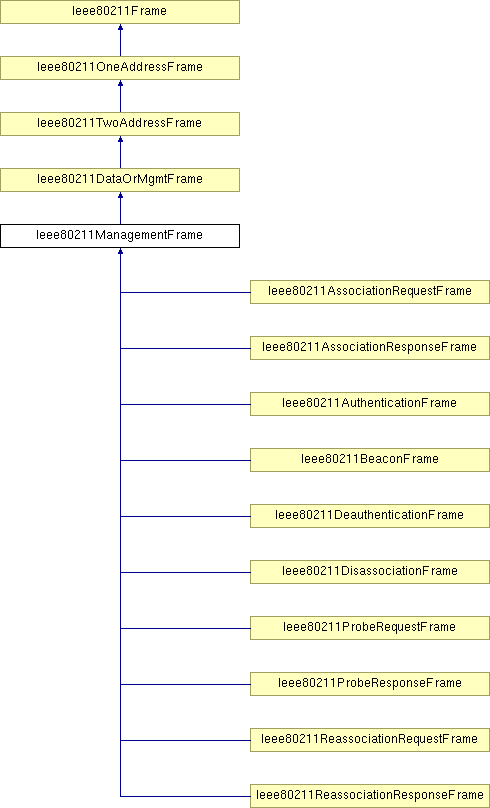 Ieee80211Frame
Ieee80211OneAddressFrame
Ieee80211TwoAddressFrame
Ieee80211DataOrMgmtFrame
Ieee80211ManagementFrame
Ieee80211AssociationRequestFrame
Ieee80211AssociationResponseFrame
Ieee80211AuthenticationFrame
Ieee80211BeaconFrame
Ieee80211DeauthenticationFrame
Ieee80211DisassociationFrame
Ieee80211ProbeRequestFrame
Ieee80211ProbeResponseFrame
Ieee80211ReassociationRequestFrame
Ieee80211ReassociationResponseFrame